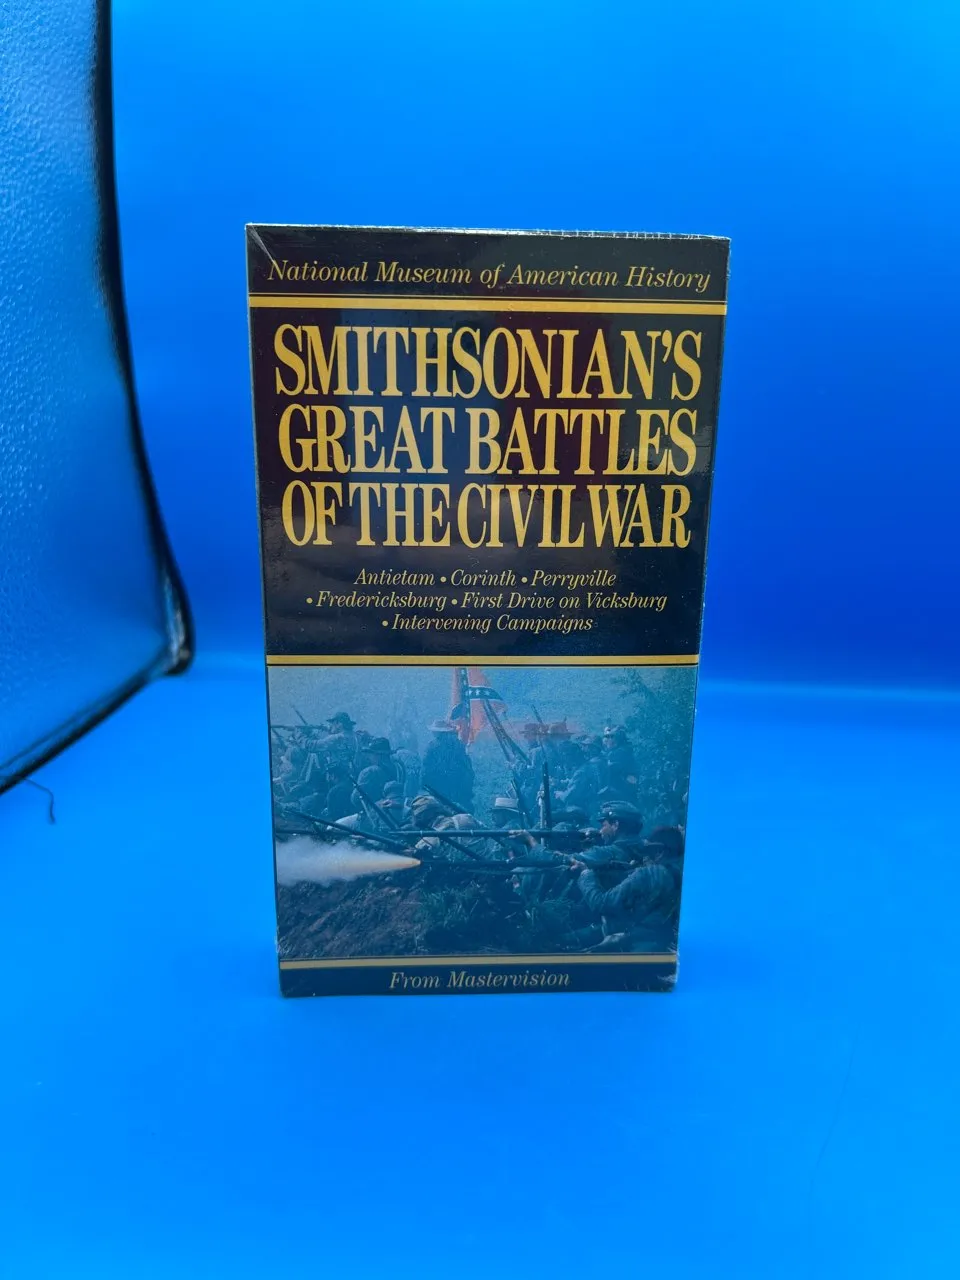 National Museum of American History
SMITHSONIAN'S
GREAT BATTLES
OF THE CIVIL WAR
Antietam • Corinth • Perryville
• Fredericksburg • First Drive on Vicksburg
• Intervening Campaigns
From Mastervision